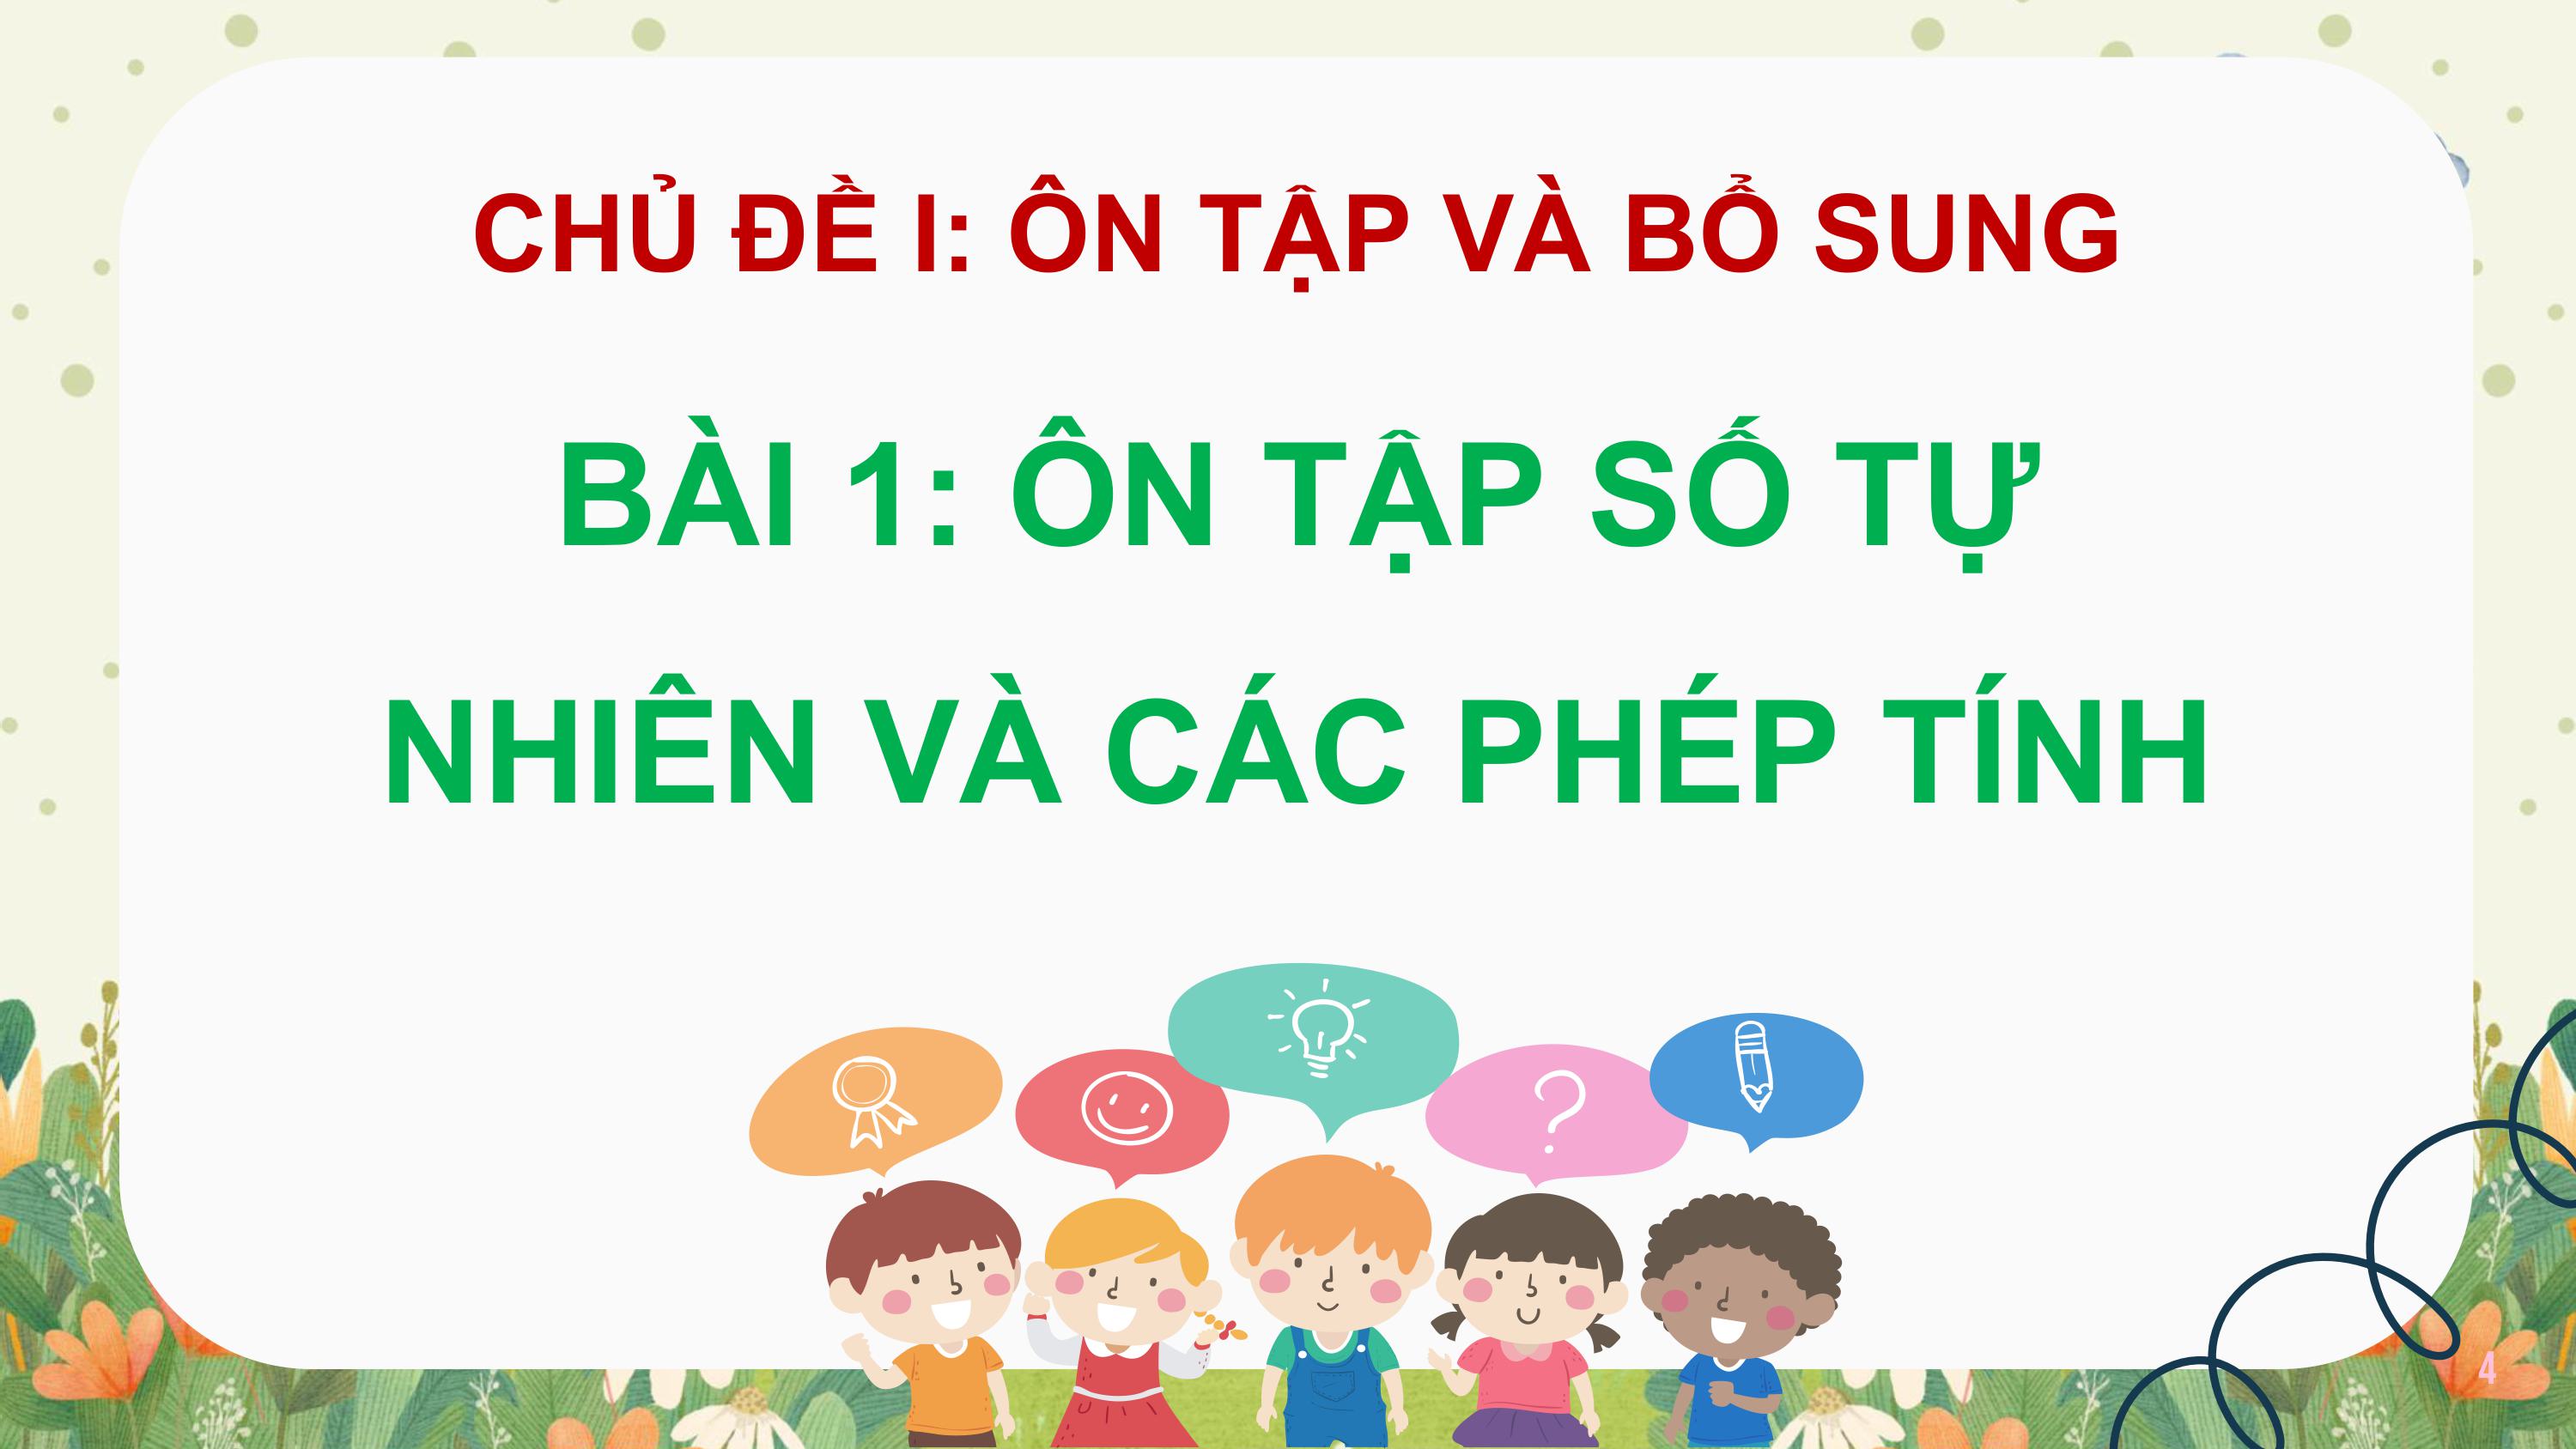 CHỦ ĐỀ I: ÔN TẬP VÀ BỔ SUNG
BÀI 1: ÔN TẬP SỐ TỰ
NHIÊN VÀ CÁC PHÉP TÍNH
?
4